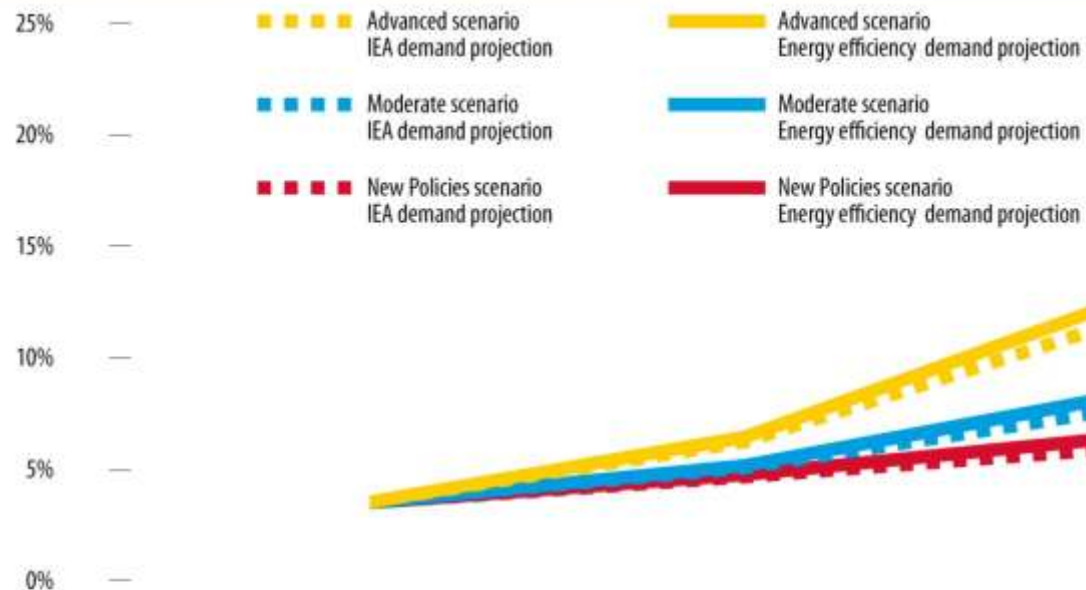 25%
Advanced scenario
IEA demand projection
Advanced scenario
Energy efficiency demand projection
Moderate scenario
IEA demand projection
Moderate scenario
Energy efficiency demand projection
20%
New Policies scenario
IEA demand projection
New Policies scenario
Energy efficiency demand projection
15%
10%
5%
0%